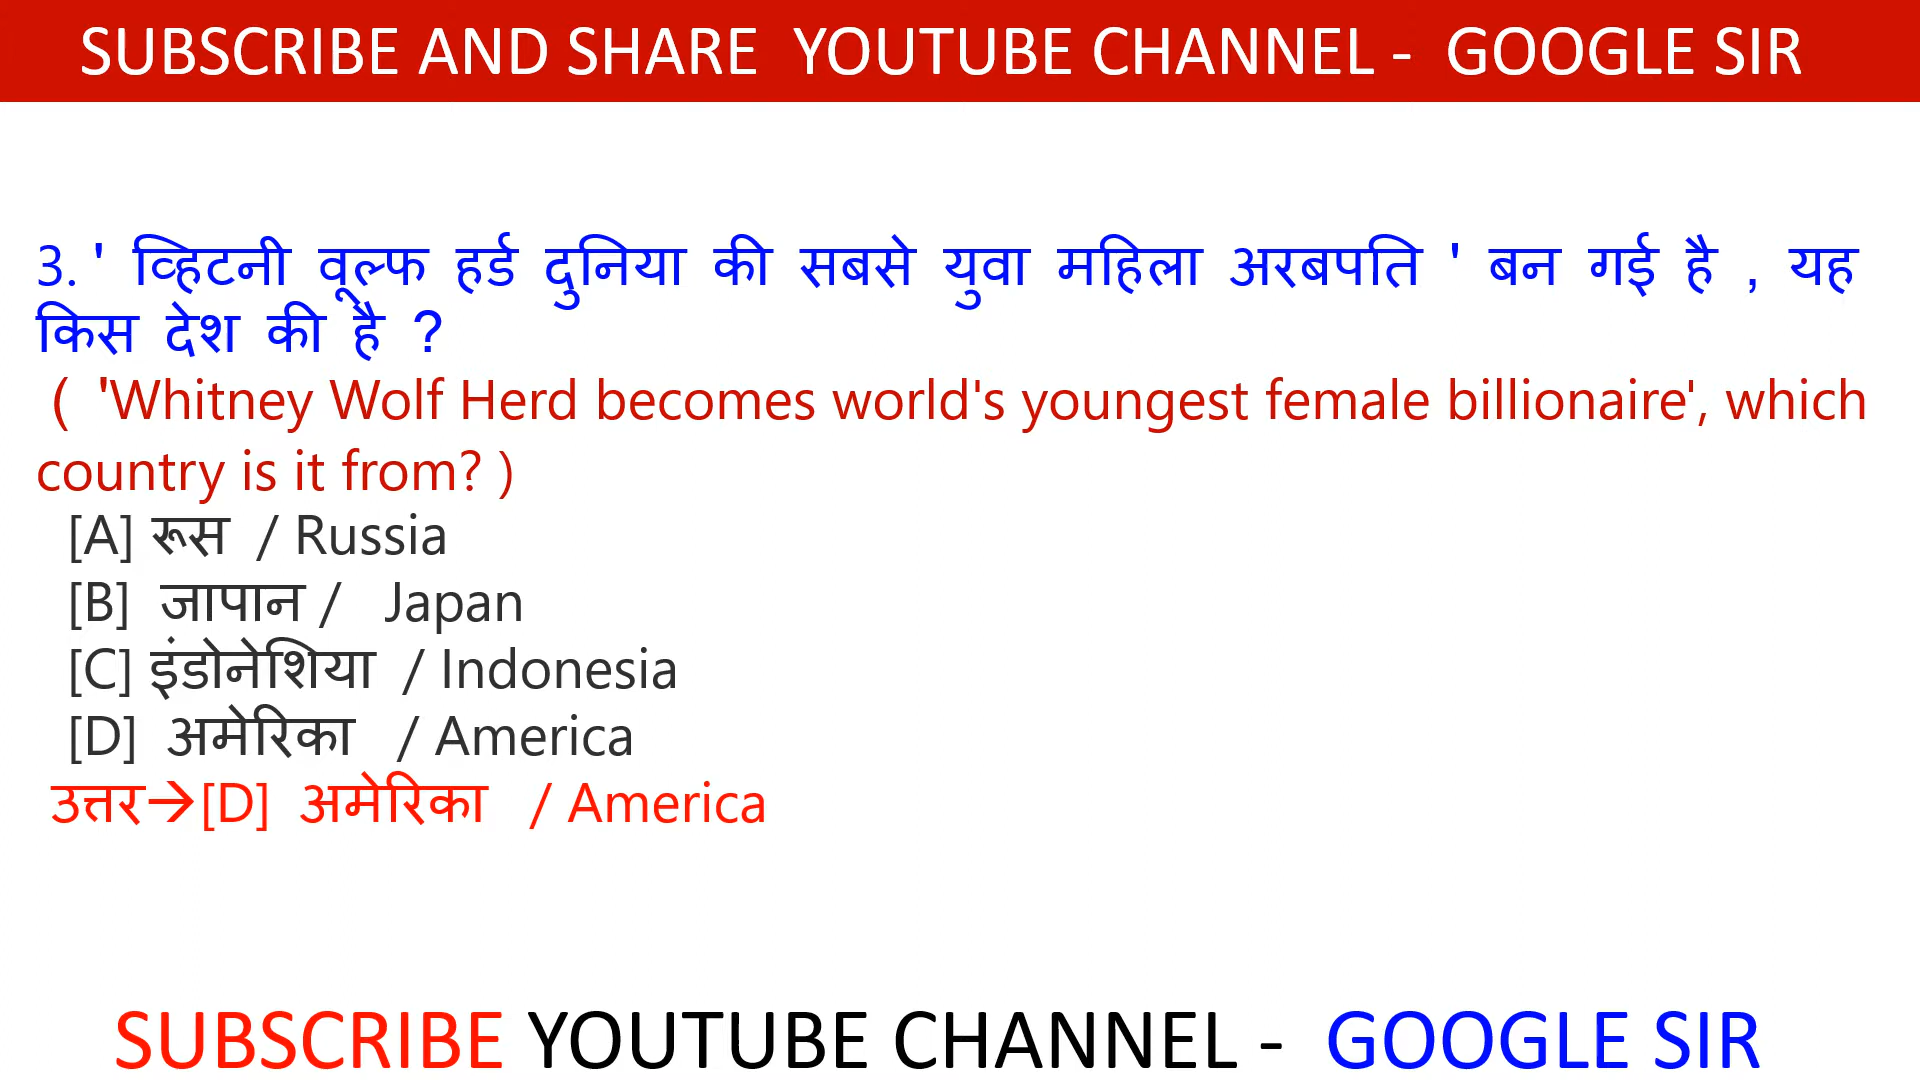 SUBSCRIBE AND SHARE YOUTUBE CHANNEL - GOOGLE SIR
3. ' व्हिटनी वूल्फ हर्ड दुनिया की सबसे युवा महिला अरबपति ' बन गई है , यह
किस देश की है ?
( 'Whitney Wolf Herd becomes world's youngest female billionaire', which
country is it from? )
[A] रूस / Russia
[B] जापान / Japan
[C] इंडोनेशिया / Indonesia
[D] अमेरिका / America
उत्तर→[D] अमेरिका / America
SUBSCRIBE YOUTUBE CHANNEL - GOOGLE SIR